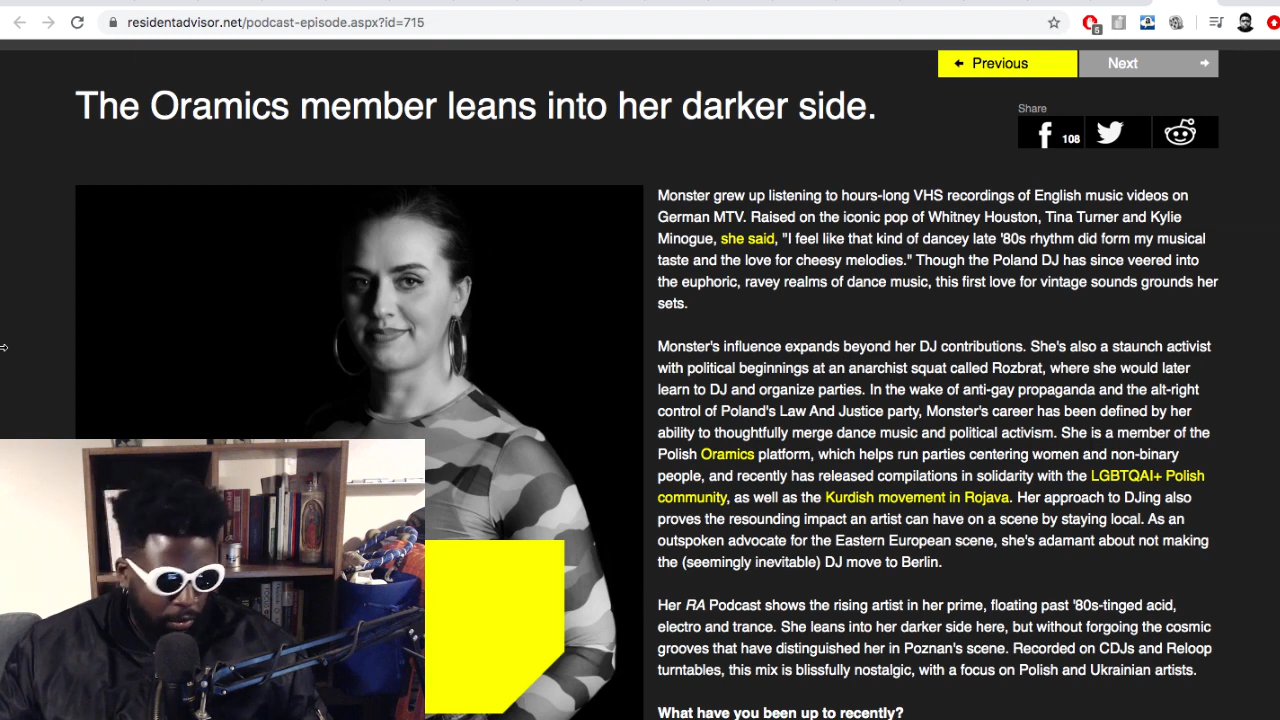 residentadvisor.net/podcast-episode.aspx?id=715
5
Previous
Next
The Oramics member leans into her darker side.
Share
108
Monster grew up listening to hours-long VHS recordings of English music videos on
German MTV. Raised on the iconic pop of Whitney Houston, Tina Turner and Kylie
Minogue, she said, "I feel like that kind of dancey late '80s rhythm did form my musical
taste and the love for cheesy melodies." Though the Poland DJ has since veered into
the euphoric, ravey realms of dance music, this first love for vintage sounds grounds her
sets.
Monster's influence expands beyond her DJ contributions. She's also a staunch activist
with political beginnings at an anarchist squat called Rozbrat, where she would later
learn to DJ and organize parties. In the wake of anti-gay propaganda and the alt-right
control of Poland's Law And Justice party, Monster's career has been defined by her
ability to thoughtfully merge dance music and political activism. She is a member of the
Polish Oramics platform, which helps run parties centering women and non-binary
people, and recently has released compilations in solidarity with the LGBTQAI+ Polish
community, as well as the Kurdish movement in Rojava. Her approach to DJing also
proves the resounding impact an artist can have on a scene by staying local. As an
outspoken advocate for the Eastern European scene, she's adamant about not making
the (seemingly inevitable) DJ move to Berlin.
Her RA Podcast shows the rising artist in her prime, floating past '80s-tinged acid,
electro and trance. She leans into her darker side here, but without forgoing the cosmic
grooves that have distinguished her in Poznan's scene. Recorded on CDJs and Reloop
turntables, this mix is blissfully nostalgic, with a focus on Polish and Ukrainian artists.
What have you been up to recently?